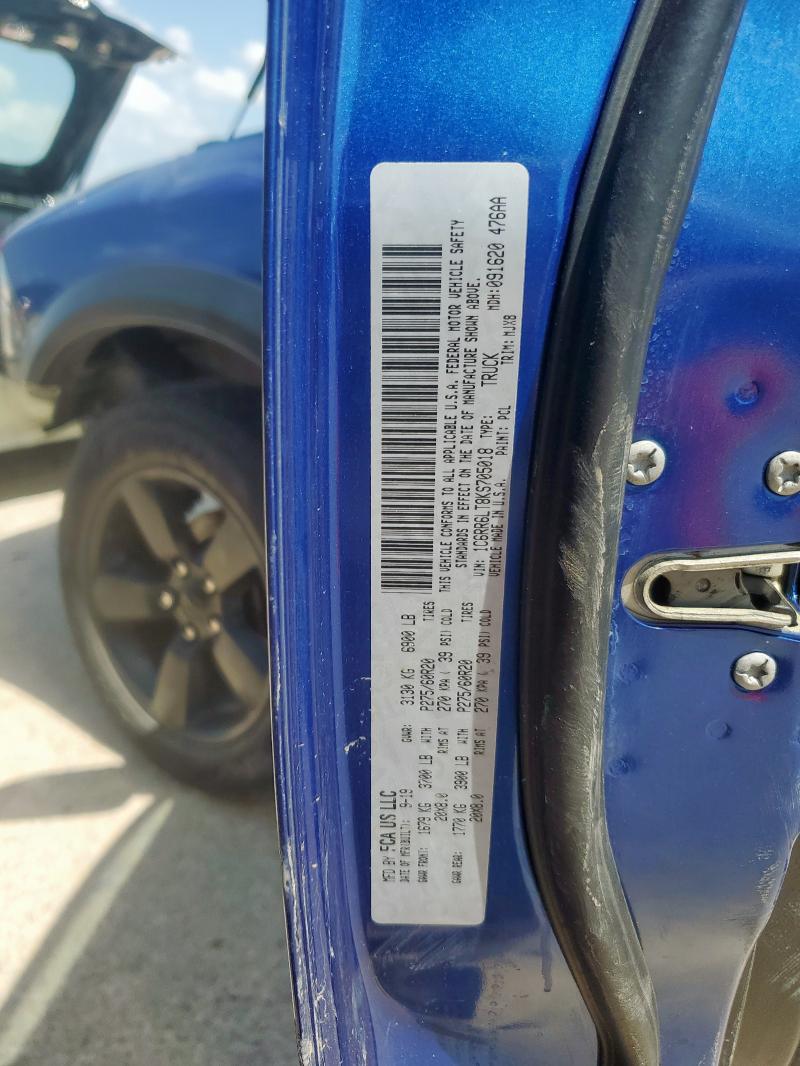 MFD BY FCA US LLC
DATE OF MFR(BUILT): 9-19 GVWR: 3130 KG 6900 LB
GAWR FRONT: 1679 KG 3700 LB WITH P275/60R20 TIRES
20X8.0 RIMS AT 270 KPA ( 39 PSI) COLD
GAWR REAR: 1770 KG 3900 LB WITH P275/60R20 TIRES
20X8.0 RIMS AT 270 KPA ( 39 PSI) COLD
THIS VEHICLE CONFORMS TO ALL APPLICABLE U.S.A. FEDERAL MOTOR VEHICLE SAFETY
STANDARDS IN EFFECT ON THE DATE OF MANUFACTURE SHOWN ABOVE.
VIN: 1C6RR6LT8KS705018 TYPE: TRUCK MDH:091620 476AA
VEHICLE MADE IN U.S.A. PAINT: PCL TRIM: MJX8